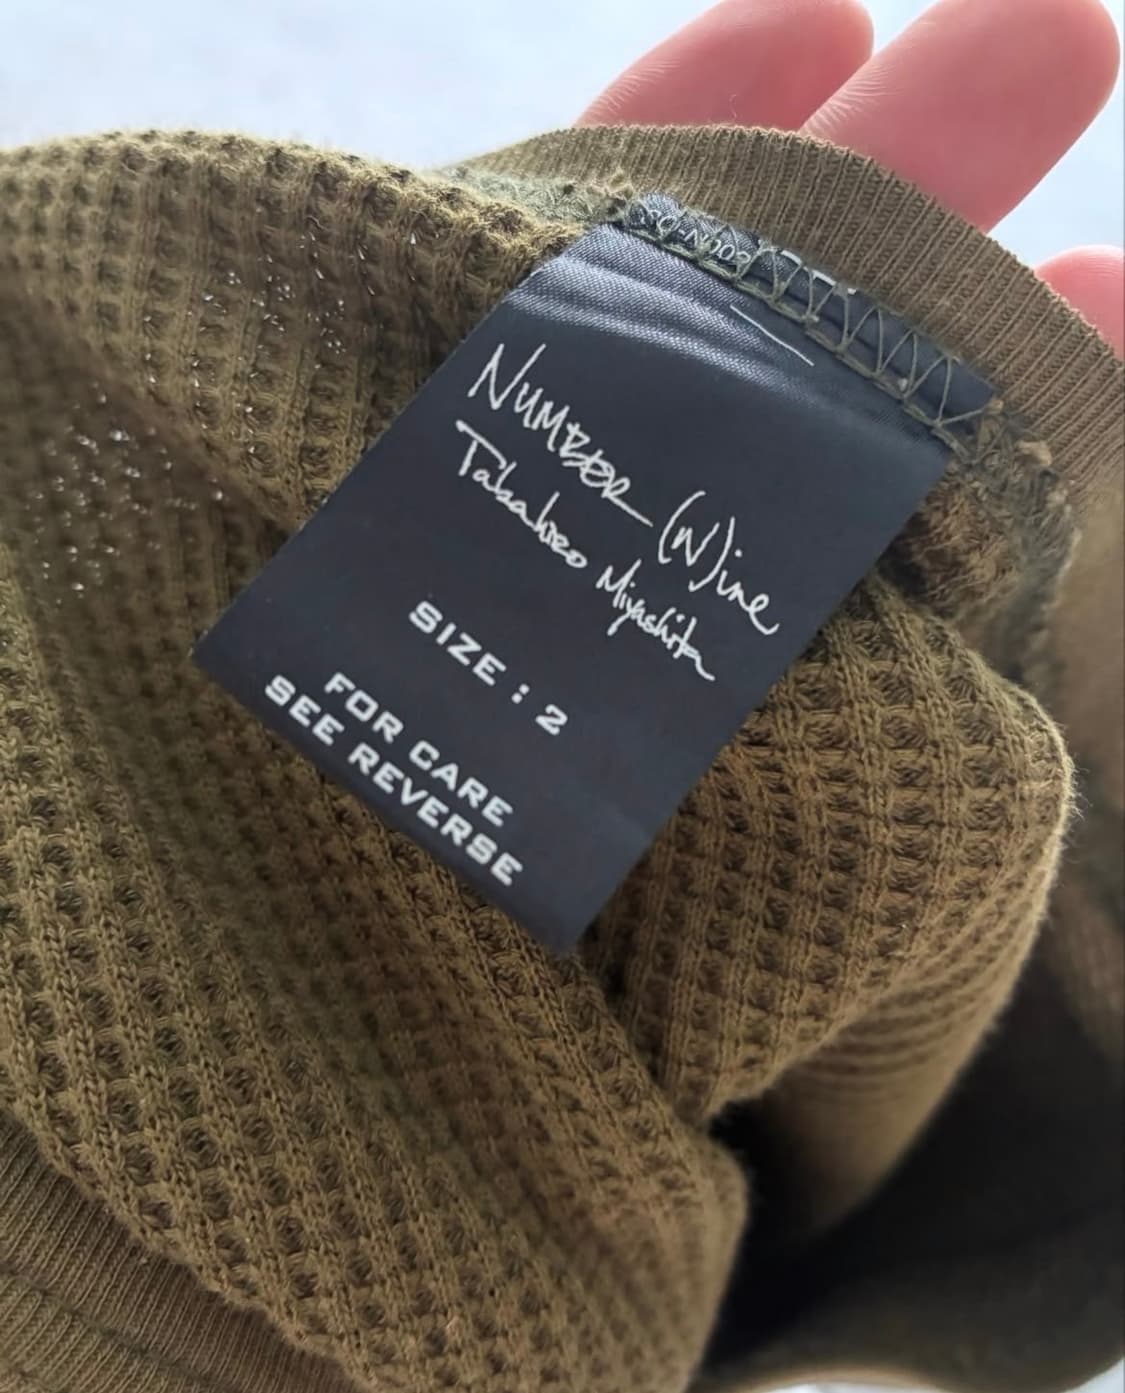 NUMBER (N)iNe
Takahiro Miyashita
SIZE : 2
FOR CARE
SEE REVERSE